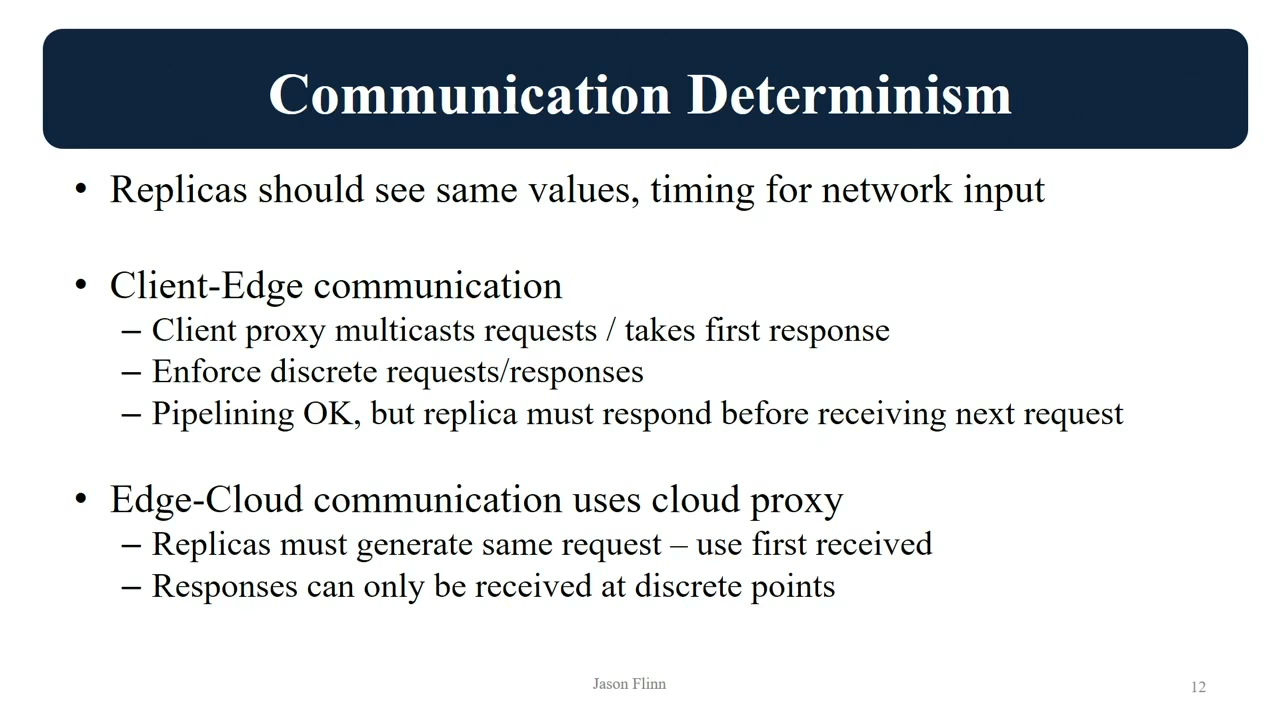 Communication Determinism
• Replicas should see same values, timing for network input
• Client-Edge communication
– Client proxy multicasts requests / takes first response
– Enforce discrete requests/responses
– Pipelining OK, but replica must respond before receiving next request
• Edge-Cloud communication uses cloud proxy
– Replicas must generate same request – use first received
– Responses can only be received at discrete points
Jason Flinn
12